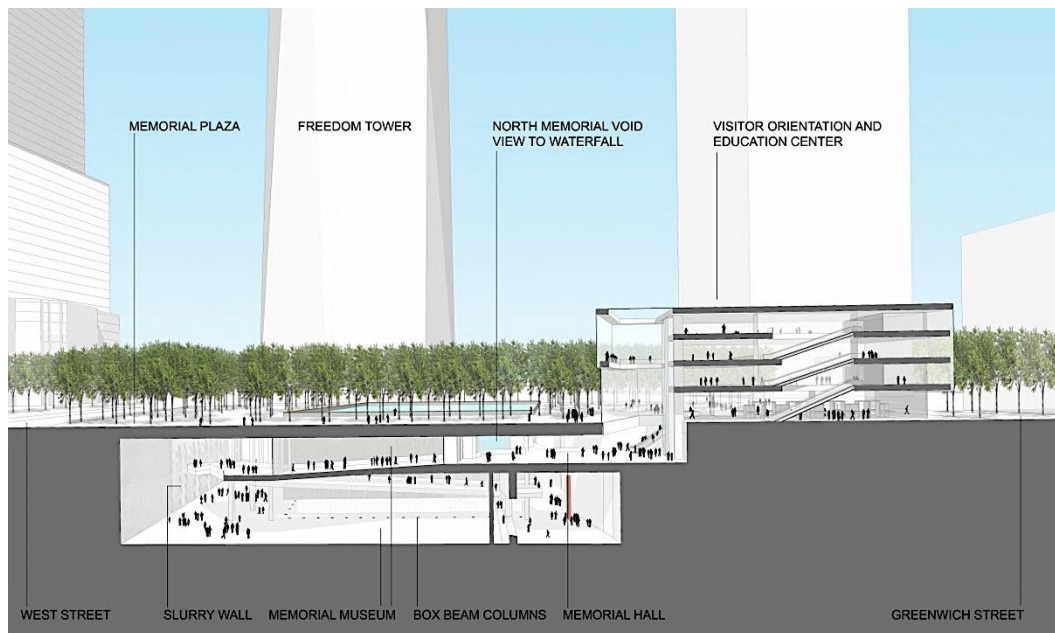 MEMORIAL PLAZA
FREEDOM TOWER
NORTH MEMORIAL VOID
VIEW TO WATERFALL
VISITOR ORIENTATION AND
EDUCATION CENTER
WEST STREET
SLURRY WALL
MEMORIAL MUSEUM
BOX BEAM COLUMNS
MEMORIAL HALL
GREENWICH STREET